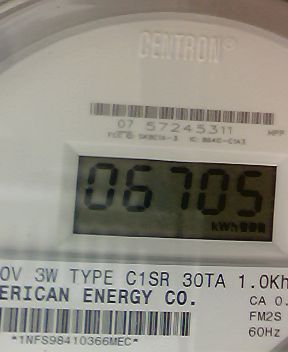 CENTRON®
07 57245311
06705
kWh
0V 3W TYPE C1SR 30TA 1.0Kh
ERICAN ENERGY CO.
CA 0.
FM2S
60Hz
*1NFS98410366MEC*